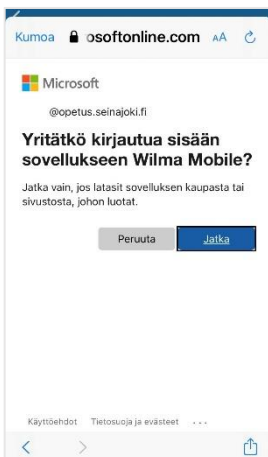 Kumoa osoftonline.com AA
Microsoft
@opetus.seinajoki.fi
Yritätkö kirjautua sisään
sovellukseen Wilma Mobile?
Jatka vain, jos latasit sovelluksen kaupasta tai
sivustosta, johon luotat.
Peruuta Jatka
Käyttöehdot Tietosuoja ja evästeet ...